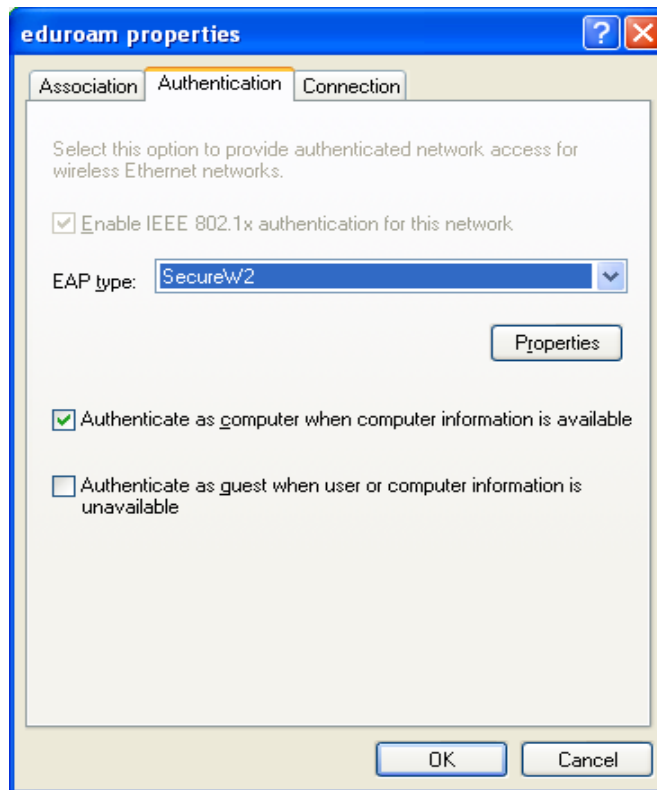 eduroam properties
Association
Authentication
Connection
Select this option to provide authenticated network access for
wireless Ethernet networks.
Enable IEEE 802.1x authentication for this network
EAP type:
SecureW2
Properties
Authenticate as computer when computer information is available
Authenticate as guest when user or computer information is
unavailable
OK
Cancel